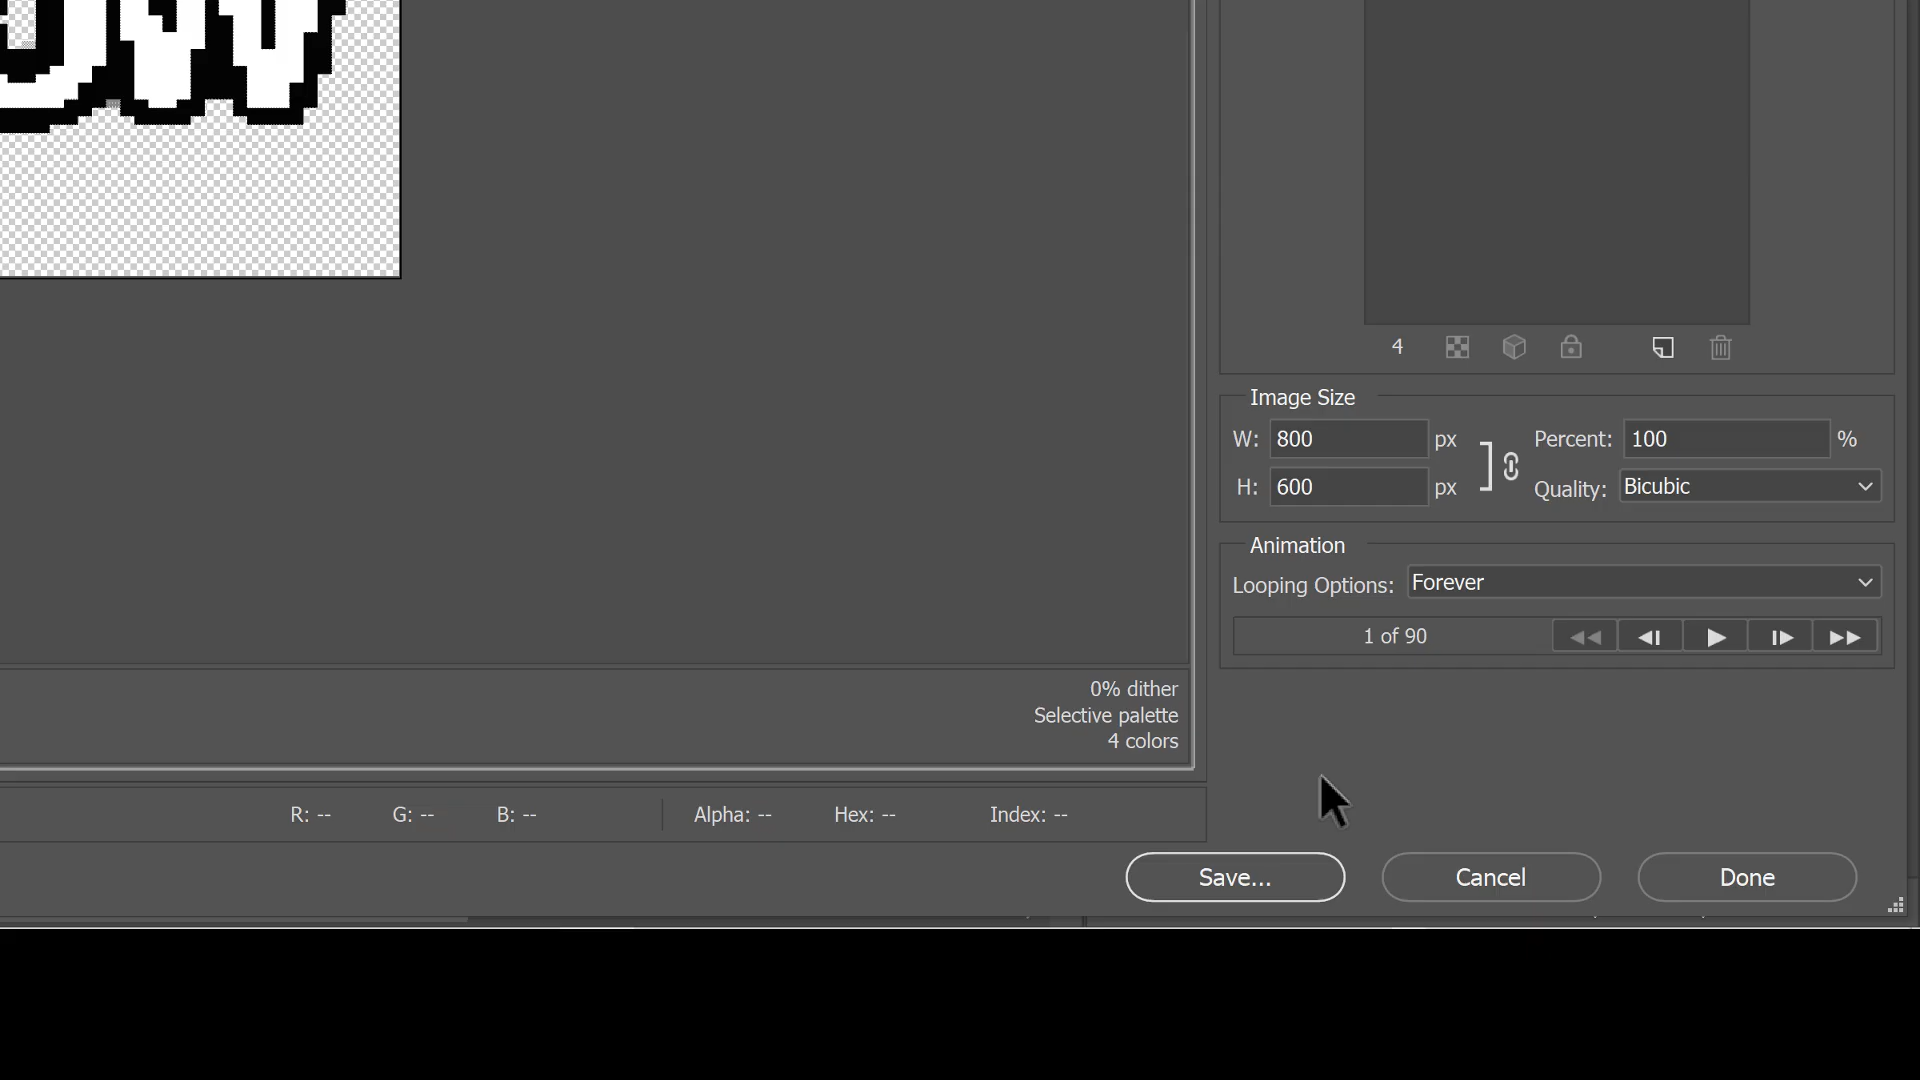 4
Image Size
W: 800 px Percent: 100 %
H: 600 px Quality: Bicubic
Animation
Looping Options: Forever
1 of 90
0% dither
Selective palette
4 colors
R: -- G: -- B: -- Alpha: -- Hex: -- Index: --
Save... Cancel Done